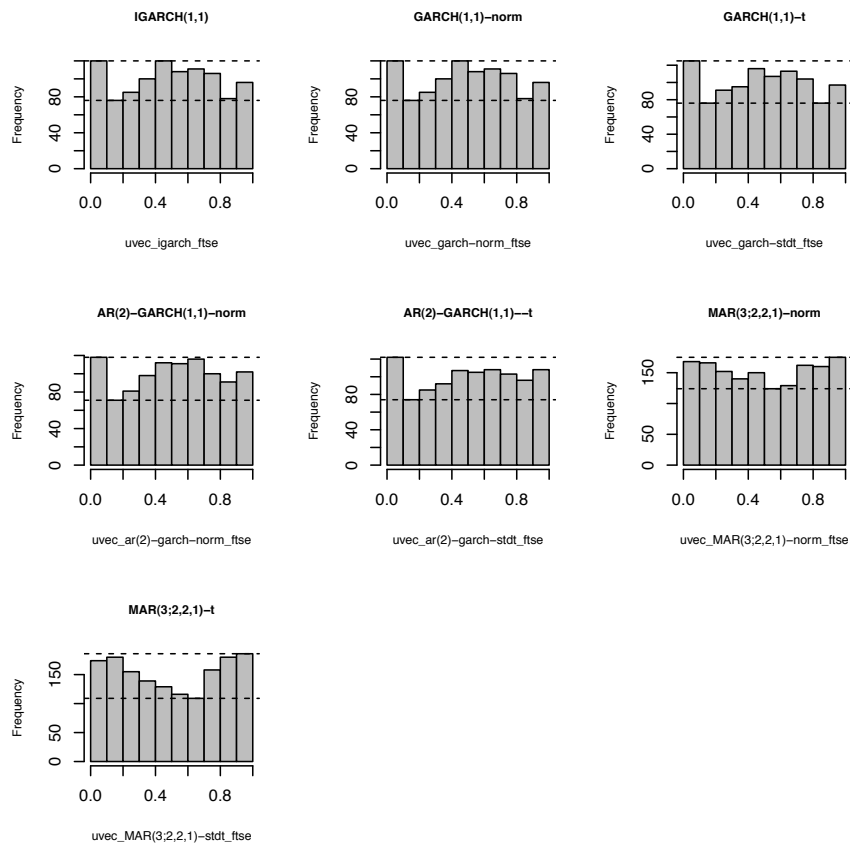 IGARCH(1,1)
Frequency
0 40 80
0.0 0.4 0.8
uvec_igarch_ftse
GARCH(1,1)−norm
Frequency
0 40 80
0.0 0.4 0.8
uvec_garch−norm_ftse
GARCH(1,1)−t
Frequency
0 40 80
0.0 0.4 0.8
uvec_garch−stdt_ftse
AR(2)−GARCH(1,1)−norm
Frequency
0 40 80
0.0 0.4 0.8
uvec_ar(2)−garch−norm_ftse
AR(2)−GARCH(1,1)−−t
Frequency
0 40 80
0.0 0.4 0.8
uvec_ar(2)−garch−stdt_ftse
MAR(3;2,2,1)−norm
Frequency
0 50 150
0.0 0.4 0.8
uvec_MAR(3;2,2,1)−norm_ftse
MAR(3;2,2,1)−t
Frequency
0 50 150
0.0 0.4 0.8
uvec_MAR(3;2,2,1)−stdt_ftse